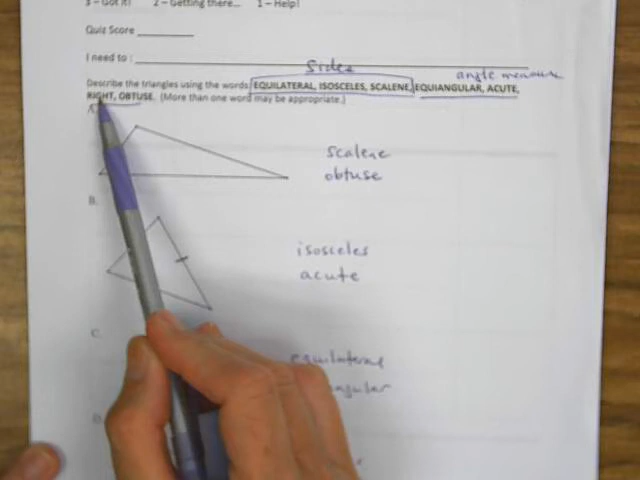 3 – Got it!   2 – Getting there...   1 – Help!
Quiz Score
I need to :
sides
angle measure
Describe the triangles using the words EQUILATERAL, ISOSCELES, SCALENE, EQUIANGULAR, ACUTE,
RIGHT, OBTUSE. (More than one word may be appropriate.)
scalene
obtuse
B.
isosceles
acute
C.
equilateral